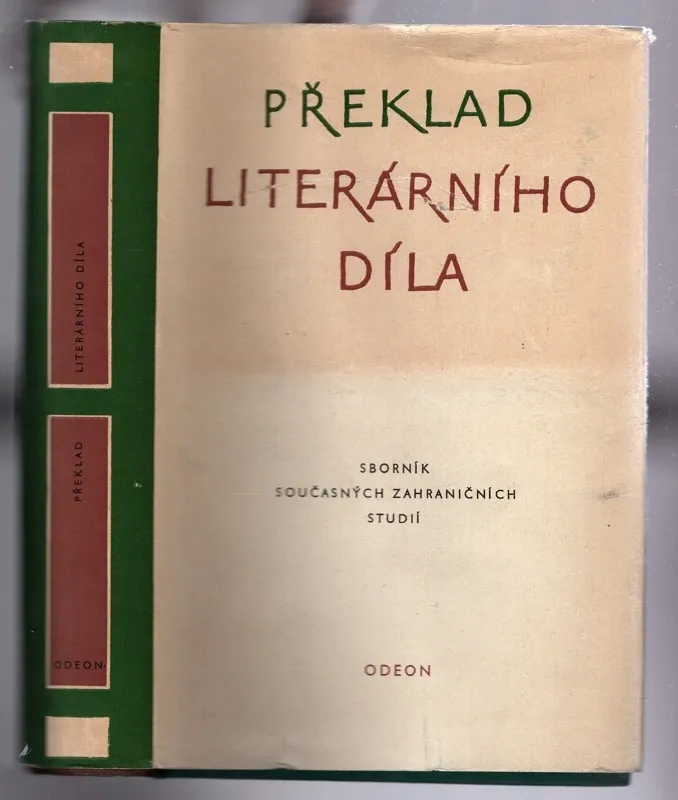 PŘEKLAD
LITERÁRNÍHO
DÍLA
SBORNÍK
SOUČASNÝCH ZAHRANIČNÍCH
STUDIÍ
ODEON
LITERÁRNÍHO DÍLA
PŘEKLAD
ODEON